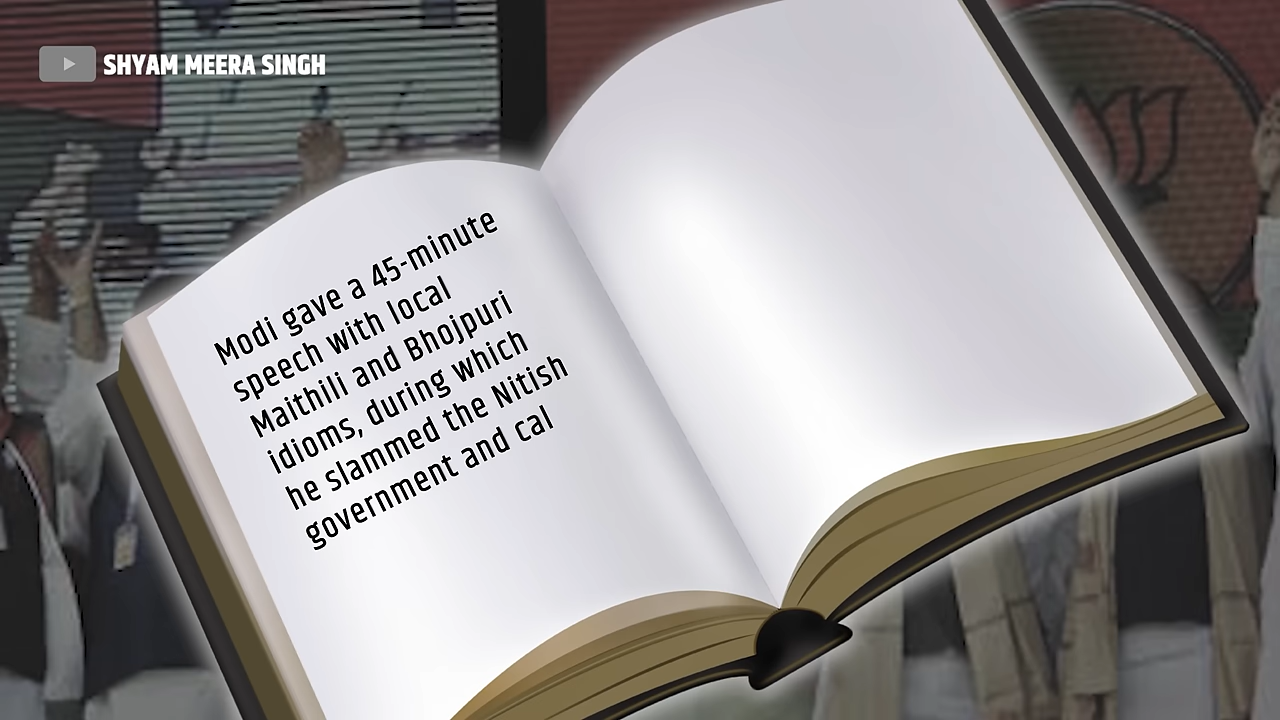 SHYAM MEERA SINGH
Modi gave a 45-minute
speech with local
Maithili and Bhojpuri
idioms, during which
he slammed the Nitish
government and cal